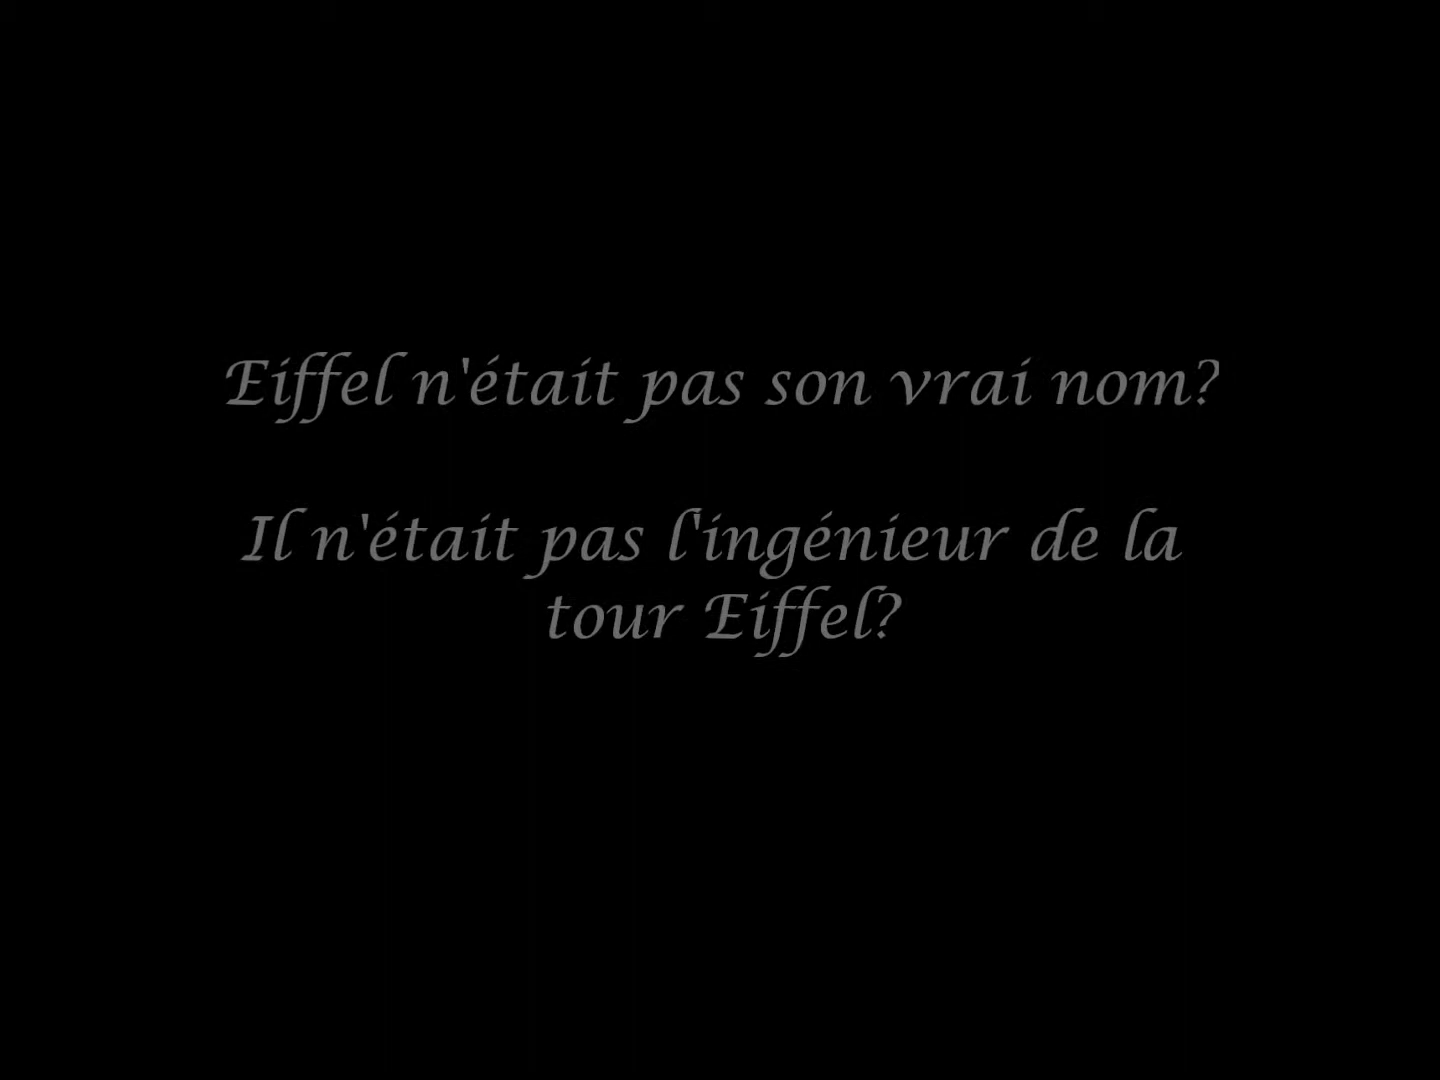 Eiffel n'était pas son vrai nom?
Il n'était pas l'ingénieur de la
tour Eiffel?